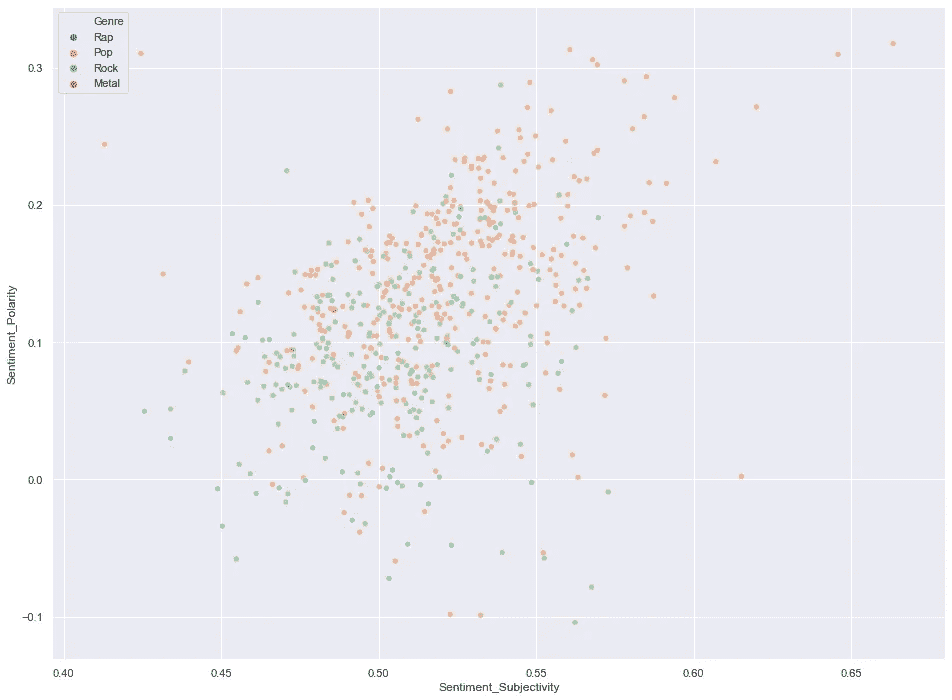 Genre
Rap
Pop
Rock
Metal
0.3
0.2
0.1
0.0
−0.1
Sentiment_Polarity
0.40 0.45 0.50 0.55 0.60 0.65
Sentiment_Subjectivity